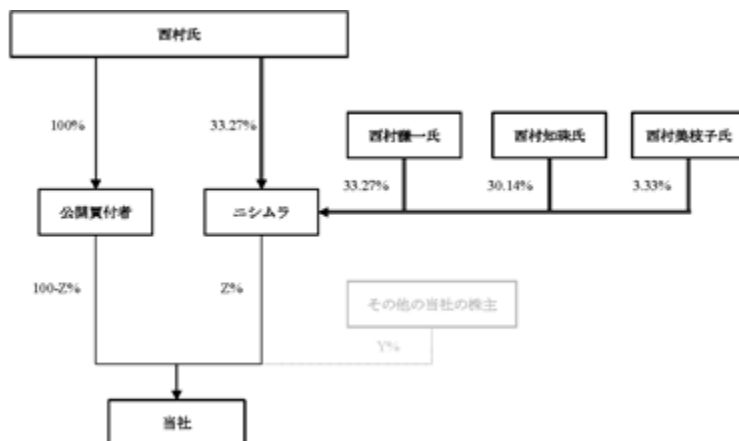 西村氏
100%
33.27%
西村謙一氏
西村知珠氏
西村美枝子氏
33.27%
30.14%
3.33%
公開買付者
ニシムラ
100-Z%
Z%
その他の当社の株主
Y%
当社